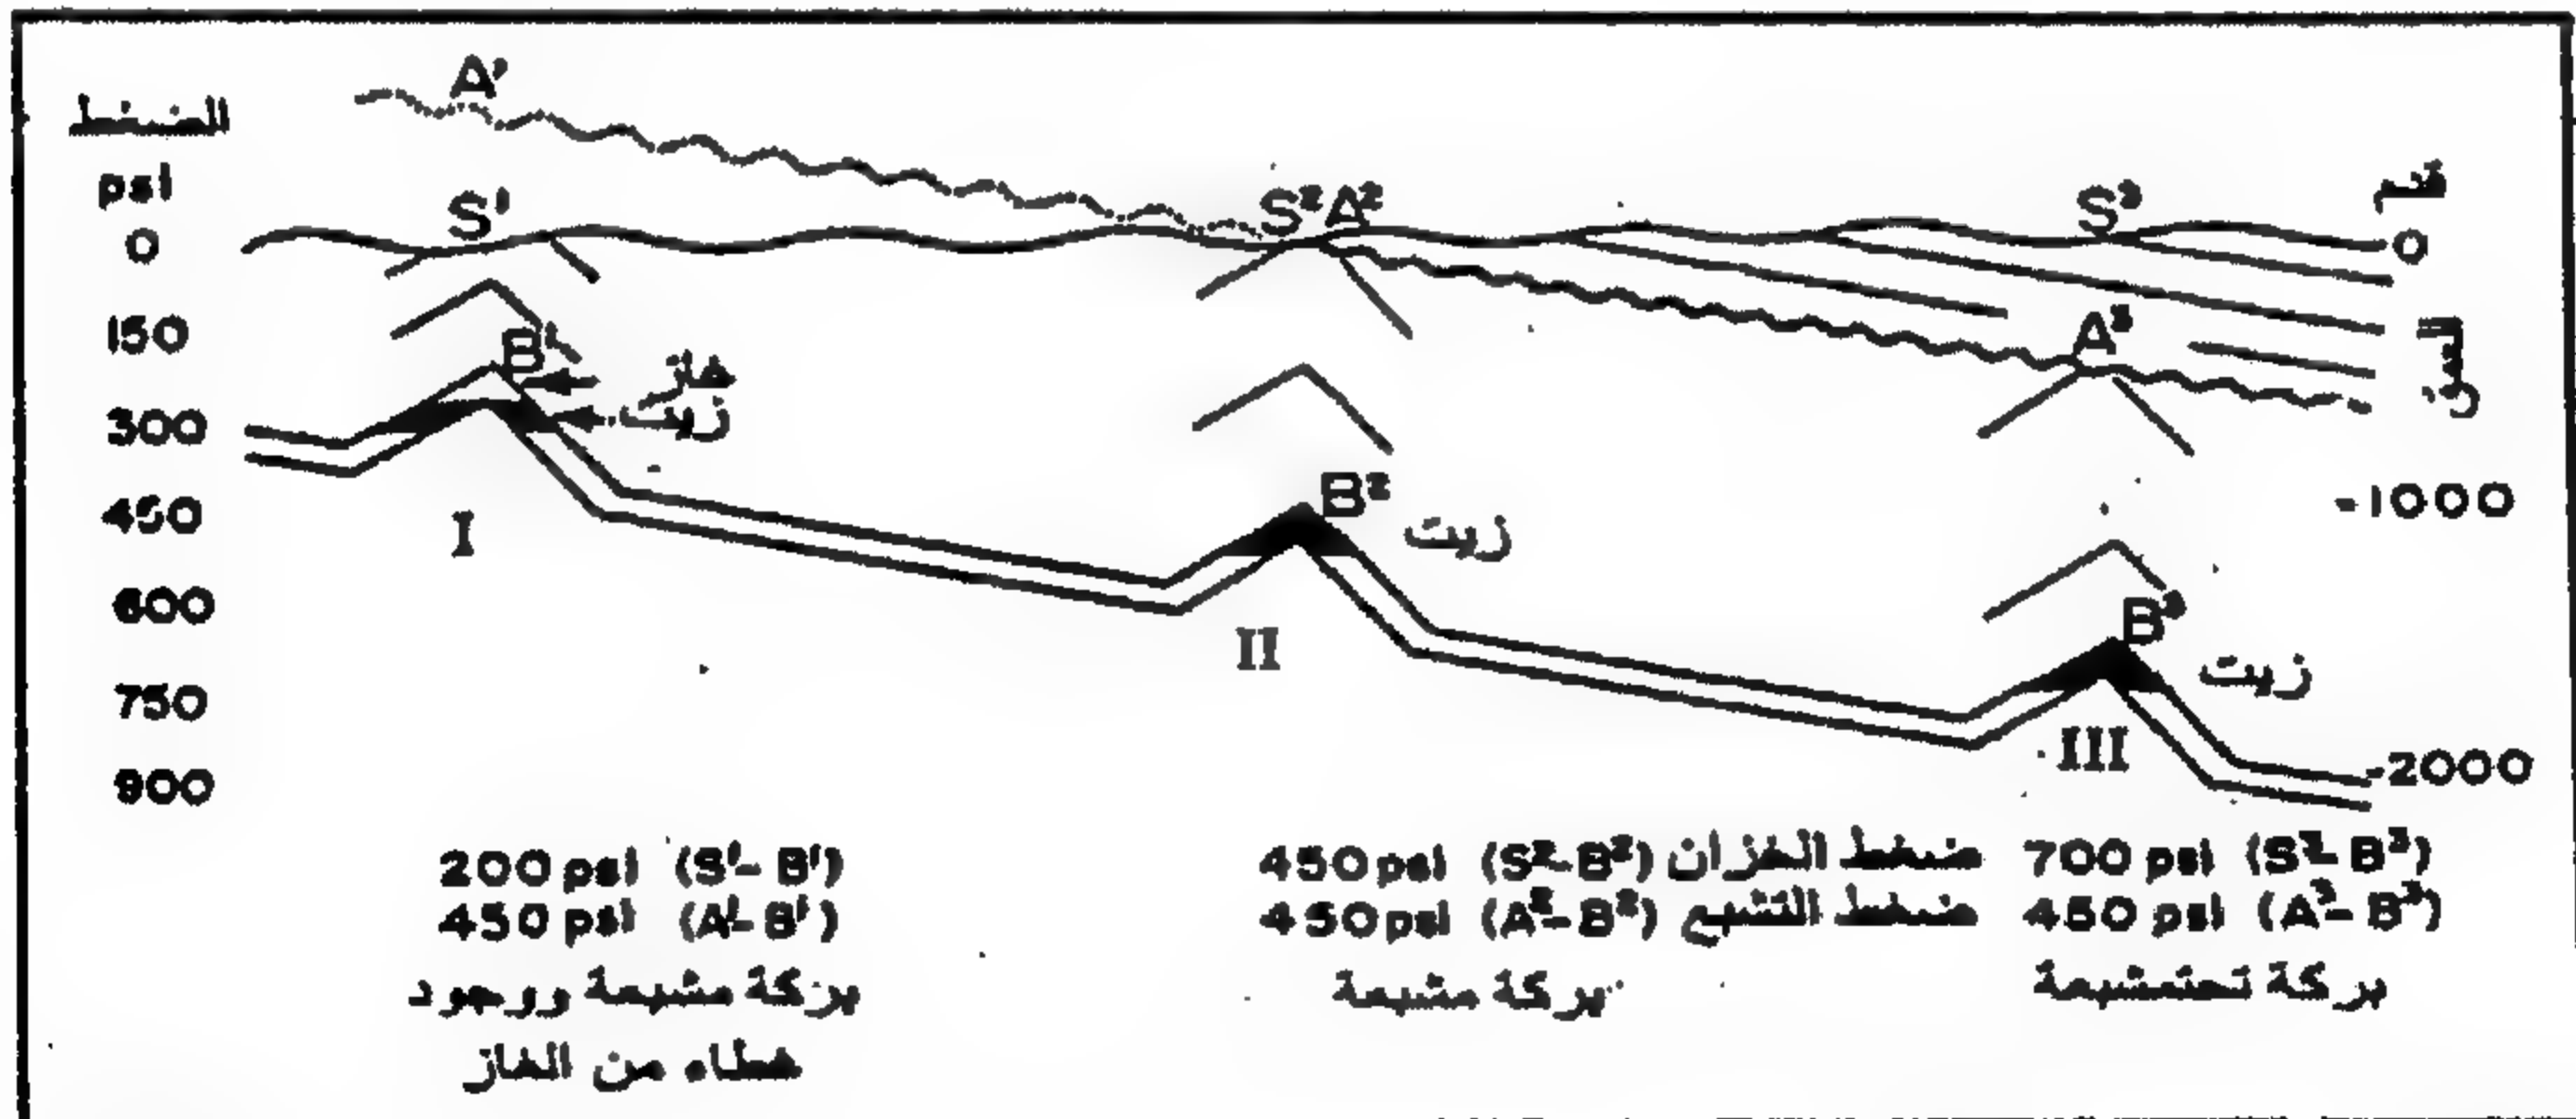 A'
الضغط
psi
S'
S² A²
S³
قدم
0
0
150
B'
غاز
A³
العمق
300
زيت
450
I
B²
زيت
-1000
600
II
B³
زيت
750
III
900
-2000
200 psi (S'- B')
450 psi (S²-B²) ضغط الخزان 700 psi (S³- B³)
450 psi (A'- B')
450 psi (A²-B²) ضغط التشبع 450 psi (A³- B³)
بركة مشبعة ووجود
غطاء من الغاز
بركة مشبعة
بركة تحتمشبعة